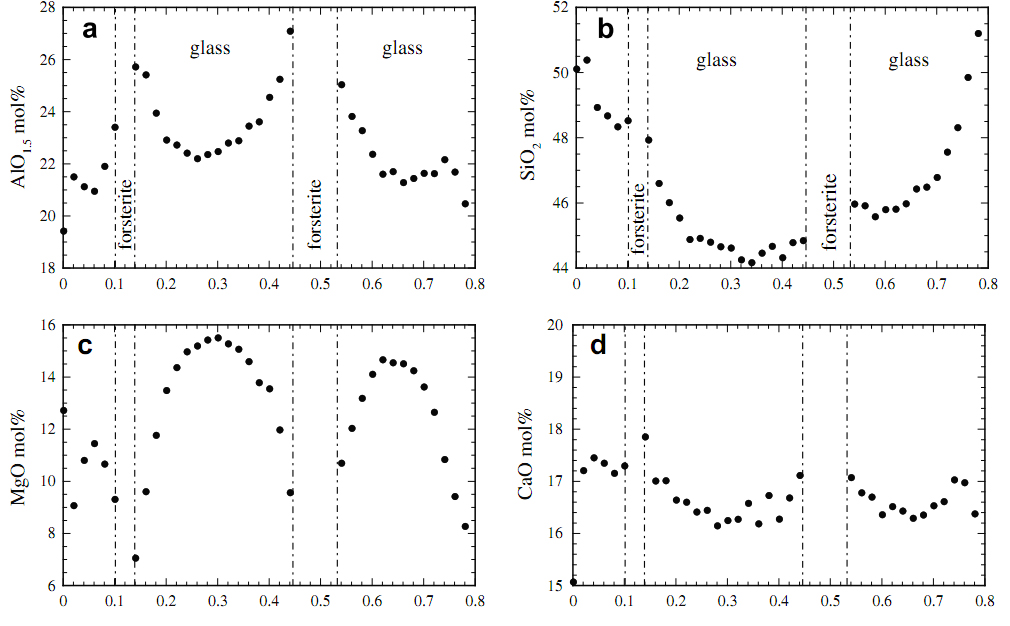 a
28
26
24
22
20
18
AlO1.5 mol%
glass
glass
forsterite
forsterite
0 0.1 0.2 0.3 0.4 0.5 0.6 0.7 0.8
b
52
50
48
46
44
SiO2 mol%
glass
glass
forsterite
forsterite
0 0.1 0.2 0.3 0.4 0.5 0.6 0.7 0.8
c
16
14
12
10
8
6
MgO mol%
0 0.1 0.2 0.3 0.4 0.5 0.6 0.7 0.8
d
20
19
18
17
16
15
CaO mol%
0 0.1 0.2 0.3 0.4 0.5 0.6 0.7 0.8